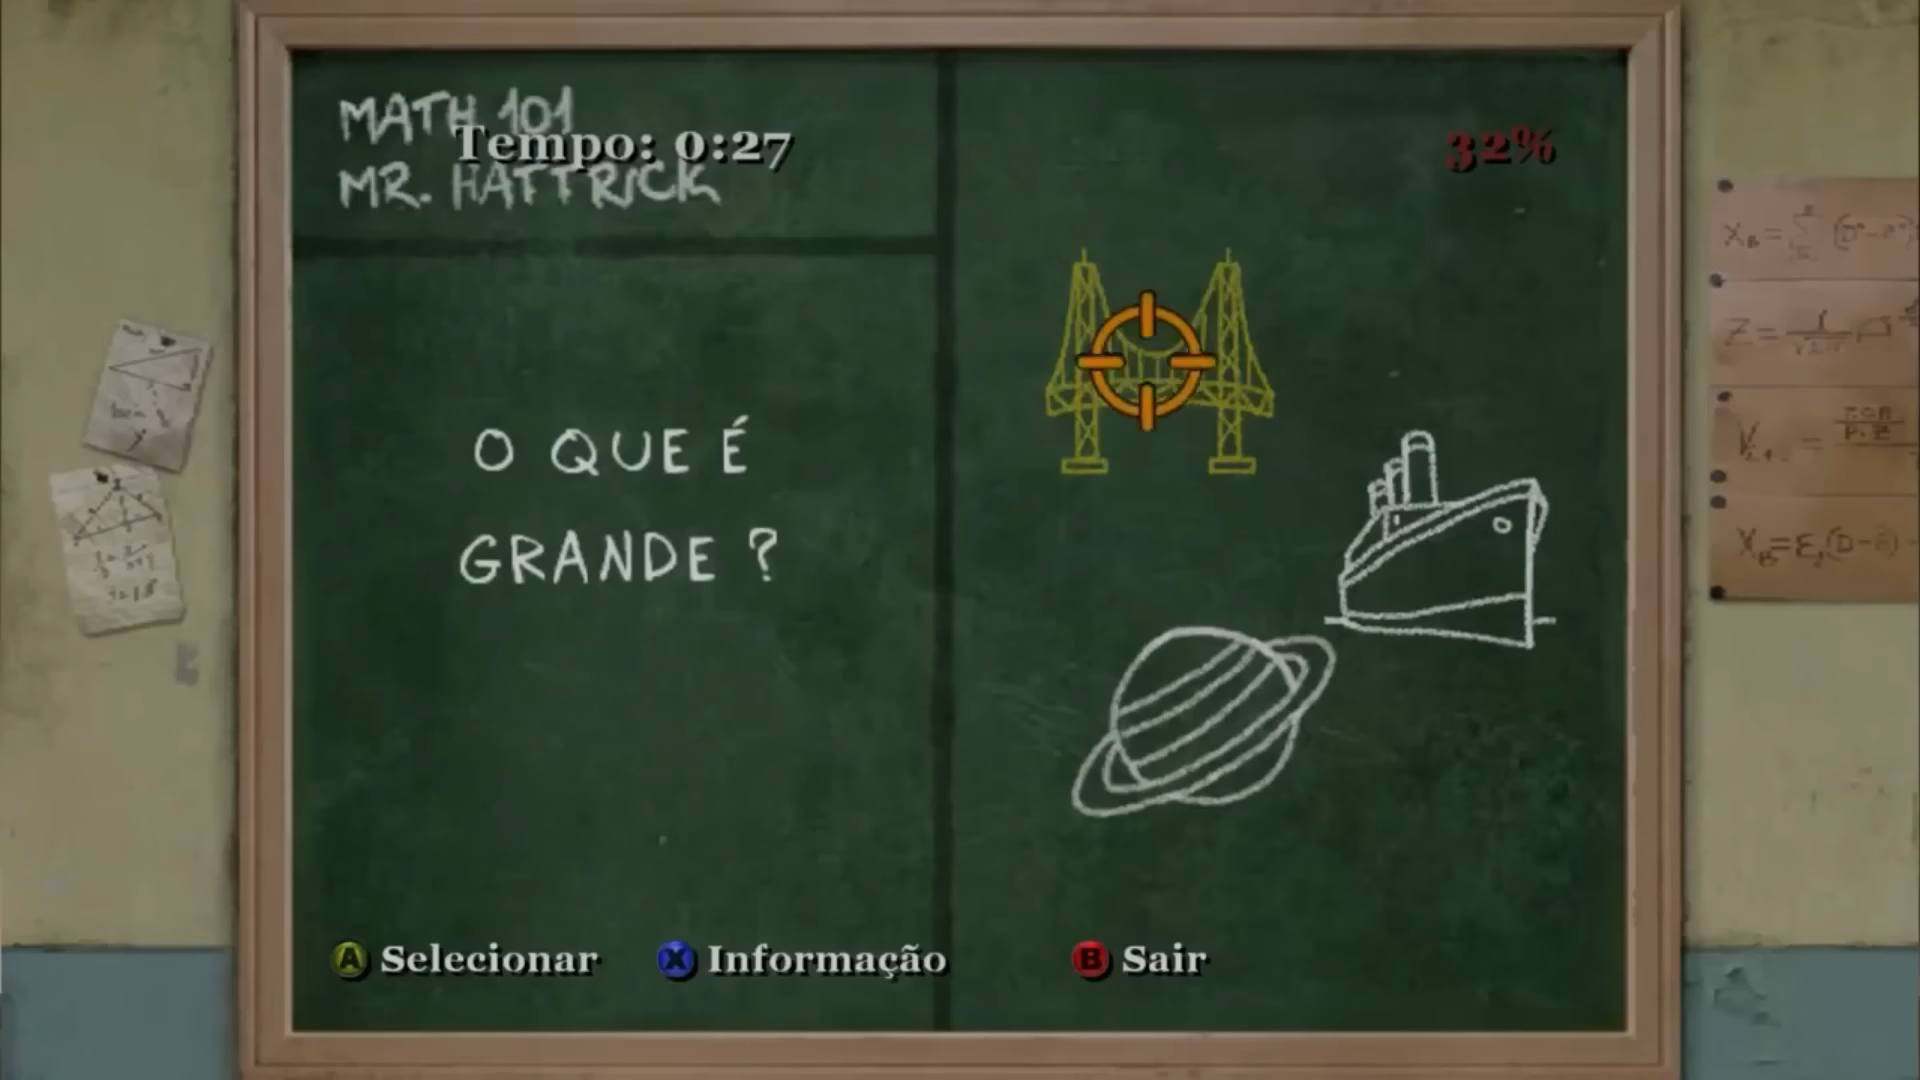 MATH 101
Tempo: 0:27
32%
MR. HATTRICK
O QUE É
GRANDE ?
A Selecionar
X Informação
B Sair